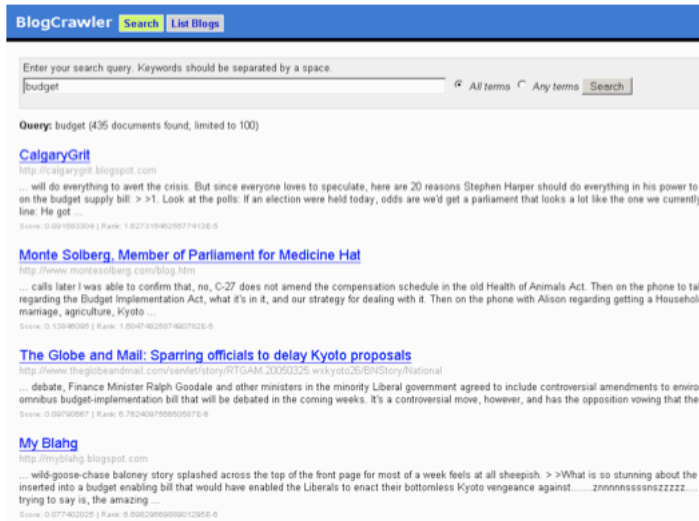 BlogCrawler Search List Blogs
Enter your search query. Keywords should be separated by a space.
budget All terms Any terms Search
Query: budget (435 documents found; limited to 100)
CalgaryGrit
http://calgarygrit.blogspot.com
... will do everything to avert the crisis. But since everyone loves to speculate, here are 20 reasons Stephen Harper should do everything in his power to
on the budget supply bill: > >1. Look at the polls: If an election were held today, odds are we'd get a parliament that looks a lot like the one we currently
line: He got ...
Monte Solberg, Member of Parliament for Medicine Hat
http://www.montesolberg.com/blog.htm
... calls later I was able to confirm that, no, C-27 does not amend the compensation schedule in the old Health of Animals Act. Then on the phone to tal
regarding the Budget Implementation Act, what it's in it, and our strategy for dealing with it. Then on the phone with Alison regarding getting a Househol
marriage, agriculture, Kyoto ...
The Globe and Mail: Sparring officials to delay Kyoto proposals
http://www.theglobeandmail.com/servlet/story/RTGAM.20050325.wxkyoto26/BNStory/National
... debate, Finance Minister Ralph Goodale and other ministers in the minority Liberal government agreed to include controversial amendments to enviro
omnibus budget-implementation bill that will be debated in the coming weeks. It's a controversial move, however, and has the opposition vowing that the
My Blahg
http://myblahg.blogspot.com
... wild-goose-chase baloney story splashed across the top of the front page for most of a week feels at all sheepish. > >What is so stunning about the
inserted into a budget enabling bill that would have enabled the Liberals to enact their bottomless Kyoto vengeance against
trying to say is, the amazing ...